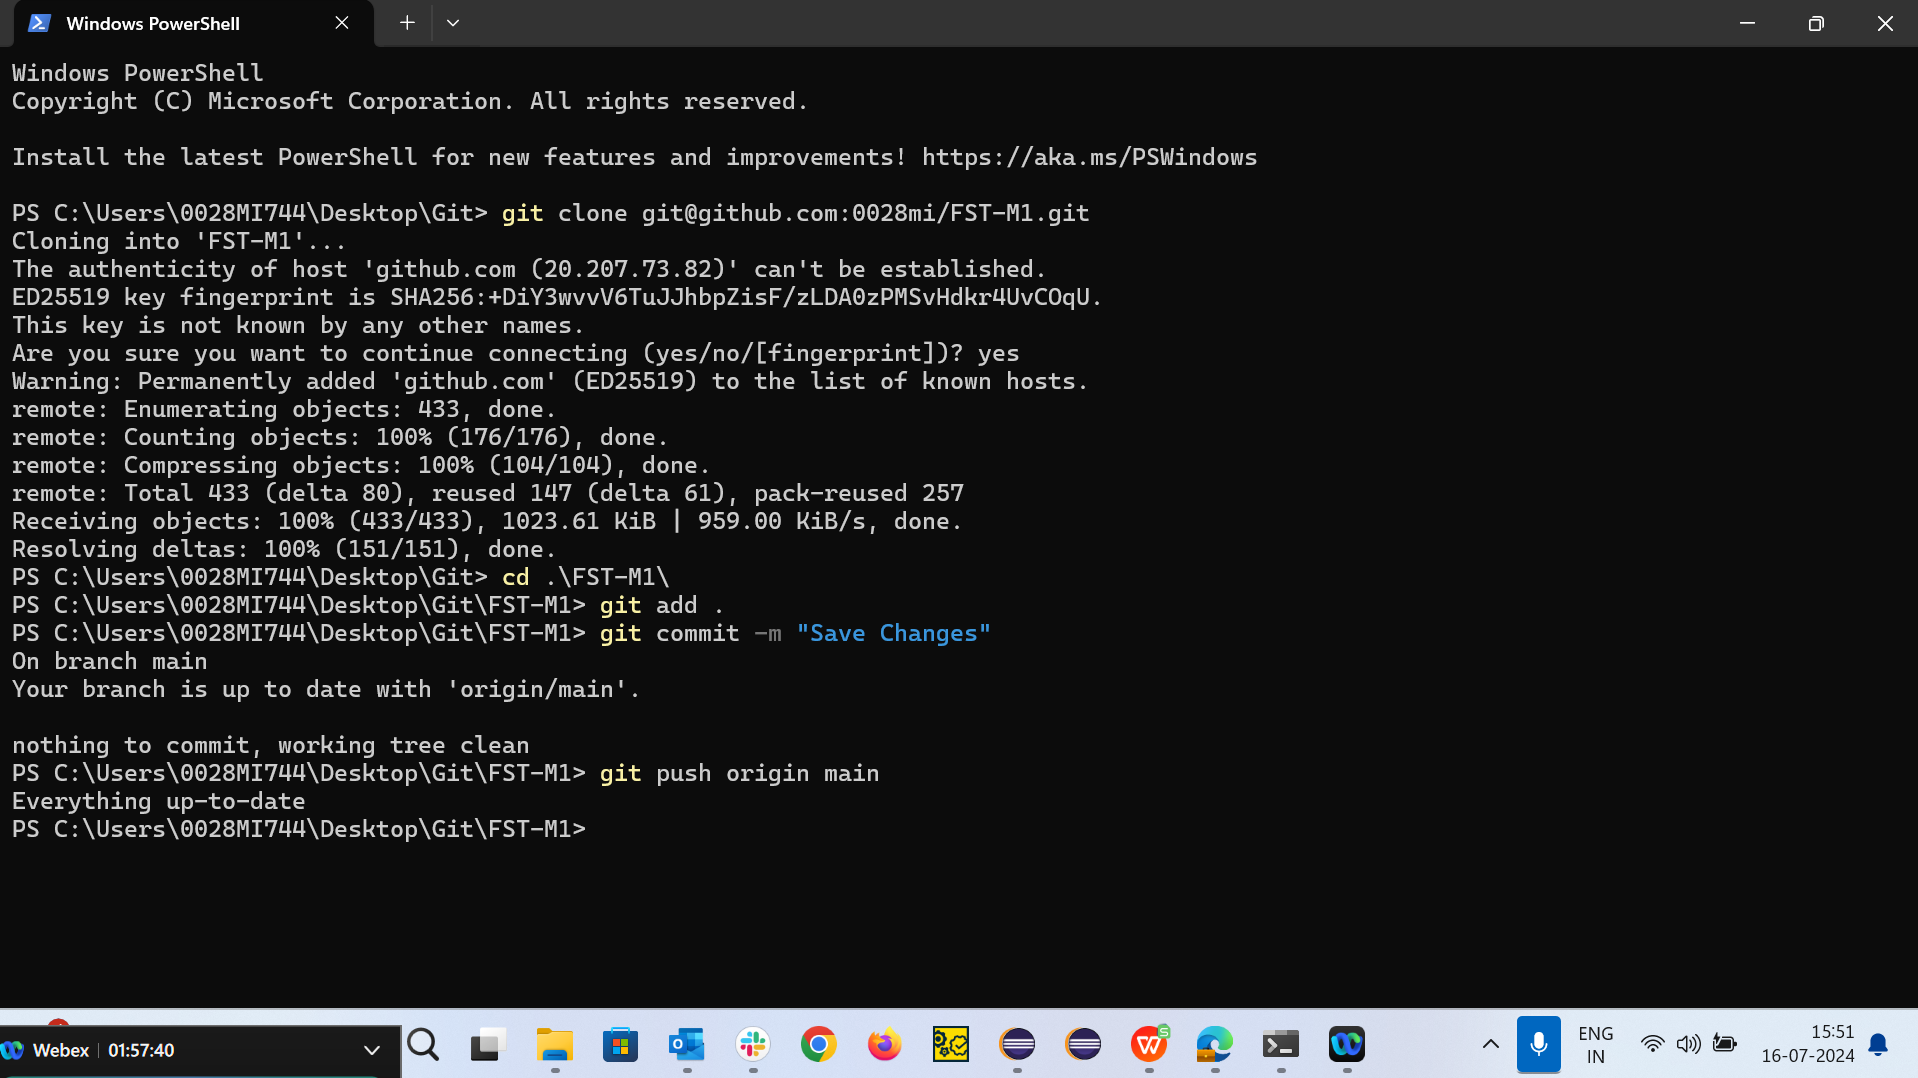 Windows PowerShell
Windows PowerShell
Copyright (C) Microsoft Corporation. All rights reserved.
Install the latest PowerShell for new features and improvements! https://aka.ms/PSWindows
PS C:\Users\0028MI744\Desktop\Git> git clone git@github.com:0028mi/FST-M1.git
Cloning into 'FST-M1'...
The authenticity of host 'github.com (20.207.73.82)' can't be established.
ED25519 key fingerprint is SHA256:+DiY3wvvV6TuJJhbpZisF/zLDA0zPMSvHdkr4UvCOqU.
This key is not known by any other names.
Are you sure you want to continue connecting (yes/no/[fingerprint])? yes
Warning: Permanently added 'github.com' (ED25519) to the list of known hosts.
remote: Enumerating objects: 433, done.
remote: Counting objects: 100% (176/176), done.
remote: Compressing objects: 100% (104/104), done.
remote: Total 433 (delta 80), reused 147 (delta 61), pack-reused 257
Receiving objects: 100% (433/433), 1023.61 KiB | 959.00 KiB/s, done.
Resolving deltas: 100% (151/151), done.
PS C:\Users\0028MI744\Desktop\Git> cd .\FST-M1\
PS C:\Users\0028MI744\Desktop\Git\FST-M1> git add .
PS C:\Users\0028MI744\Desktop\Git\FST-M1> git commit -m "Save Changes"
On branch main
Your branch is up to date with 'origin/main'.
nothing to commit, working tree clean
PS C:\Users\0028MI744\Desktop\Git\FST-M1> git push origin main
Everything up-to-date
PS C:\Users\0028MI744\Desktop\Git\FST-M1>
Webex 01:57:40
ENG
IN
15:51
16-07-2024